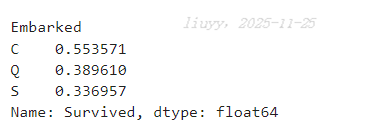 liuyy, 2025-11-25
Embarked
C    0.553571
Q    0.389610
S    0.336957
Name: Survived, dtype: float64